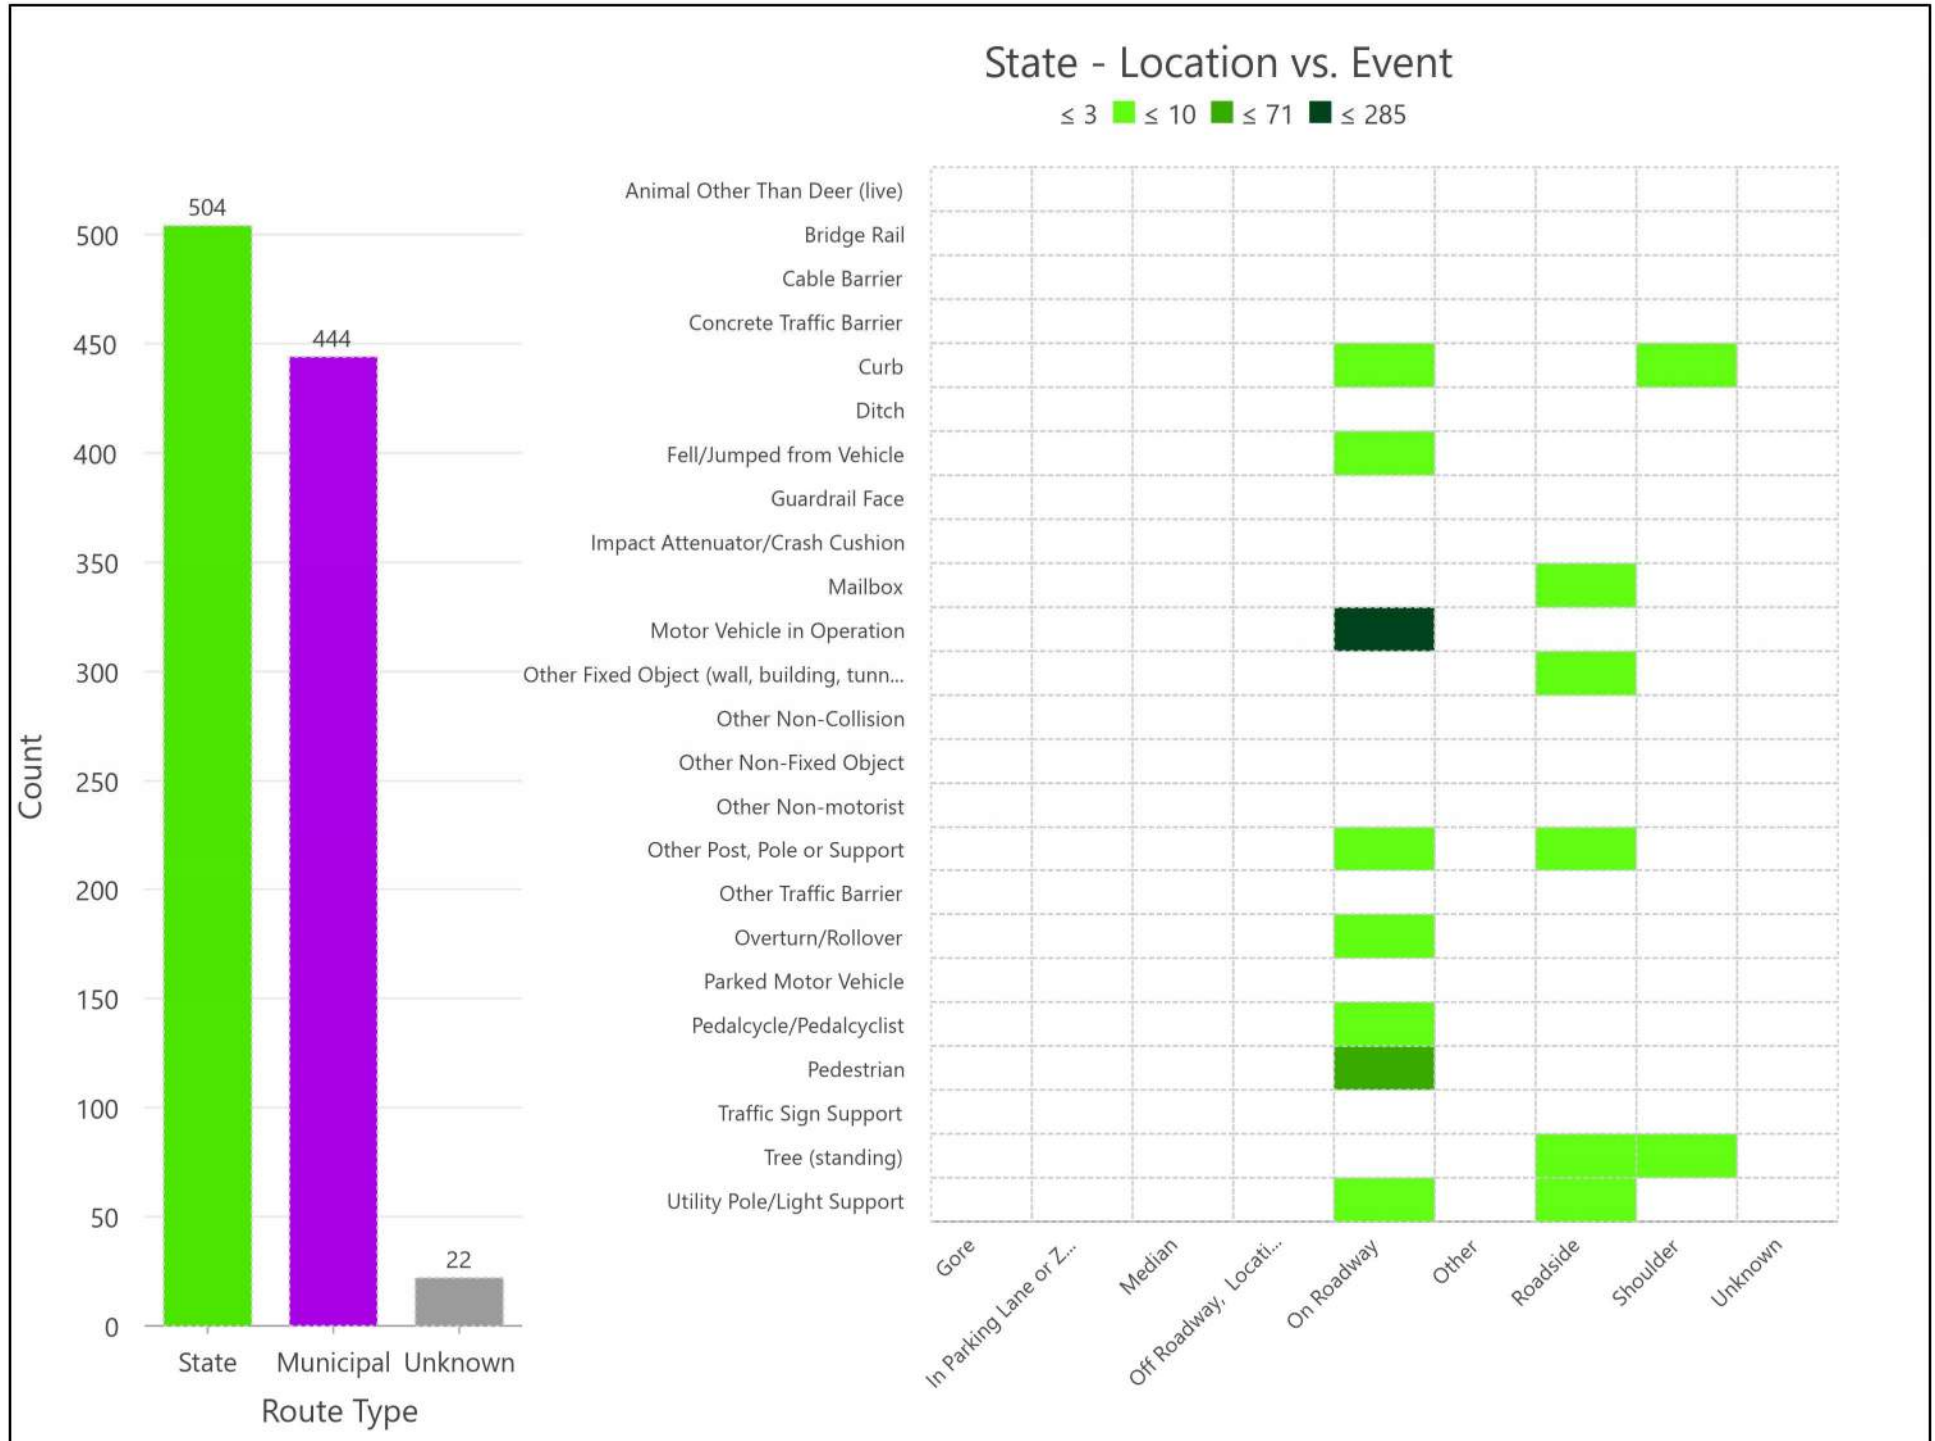 State - Location vs. Event
≤ 3 ≤ 10 ≤ 71 ≤ 285
504
444
22
500
450
400
350
300
250
200
150
100
50
0
Count
State Municipal Unknown
Route Type
Animal Other Than Deer (live)
Bridge Rail
Cable Barrier
Concrete Traffic Barrier
Curb
Ditch
Fell/Jumped from Vehicle
Guardrail Face
Impact Attenuator/Crash Cushion
Mailbox
Motor Vehicle in Operation
Other Fixed Object (wall, building, tunn...
Other Non-Collision
Other Non-Fixed Object
Other Non-motorist
Other Post, Pole or Support
Other Traffic Barrier
Overturn/Rollover
Parked Motor Vehicle
Pedalcycle/Pedalcyclist
Pedestrian
Traffic Sign Support
Tree (standing)
Utility Pole/Light Support
Gore
In Parking Lane or Z...
Median
Off Roadway, Locati...
On Roadway
Other
Roadside
Shoulder
Unknown